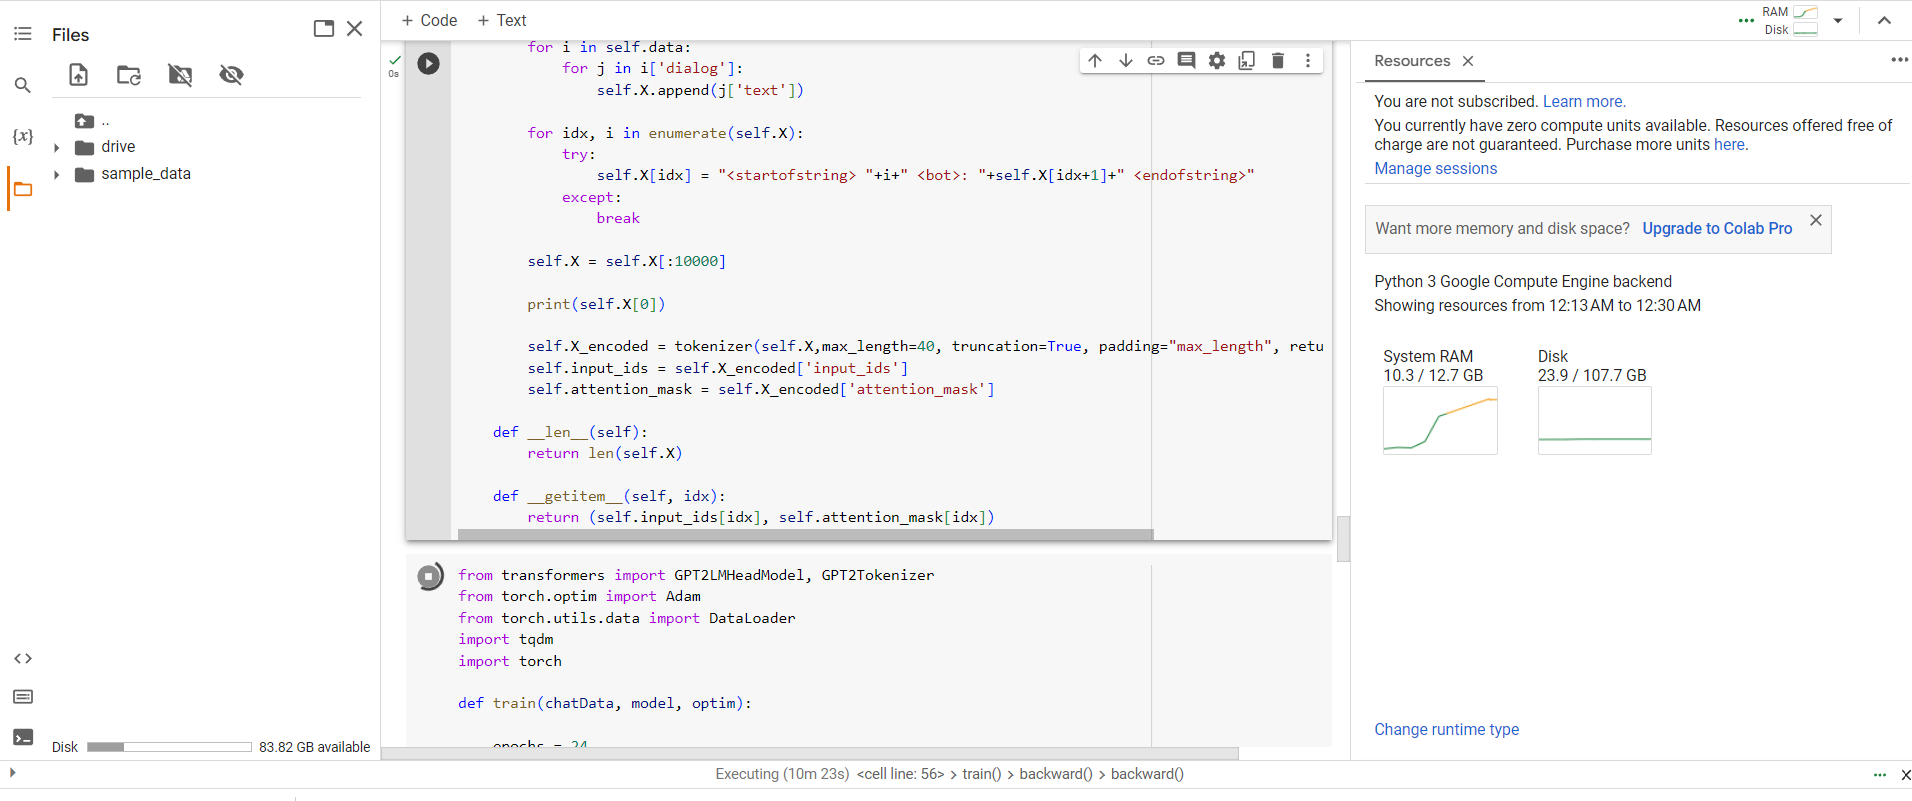 Files
..
drive
sample_data
Disk
83.82 GB available
+ Code + Text
RAM
Disk
0s
for i in self.data:
for j in i['dialog']:
self.X.append(j['text'])
for idx, i in enumerate(self.X):
try:
self.X[idx] = "<startofstring> "+i+" <bot>: "+self.X[idx+1]+" <endofstring>"
except:
break
self.X = self.X[:10000]
print(self.X[0])
self.X_encoded = tokenizer(self.X,max_length=40, truncation=True, padding="max_length", retu
self.input_ids = self.X_encoded['input_ids']
self.attention_mask = self.X_encoded['attention_mask']
def __len__(self):
return len(self.X)
def __getitem__(self, idx):
return (self.input_ids[idx], self.attention_mask[idx])
from transformers import GPT2LMHeadModel, GPT2Tokenizer
from torch.optim import Adam
from torch.utils.data import DataLoader
import tqdm
import torch
def train(chatData, model, optim):
epochs = 24
Executing (10m 23s) <cell line: 56> > train() > backward() > backward()
Resources
You are not subscribed. Learn more.
You currently have zero compute units available. Resources offered free of
charge are not guaranteed. Purchase more units here.
Manage sessions
Want more memory and disk space? Upgrade to Colab Pro
Python 3 Google Compute Engine backend
Showing resources from 12:13 AM to 12:30 AM
System RAM
10.3 / 12.7 GB
Disk
23.9 / 107.7 GB
Change runtime type